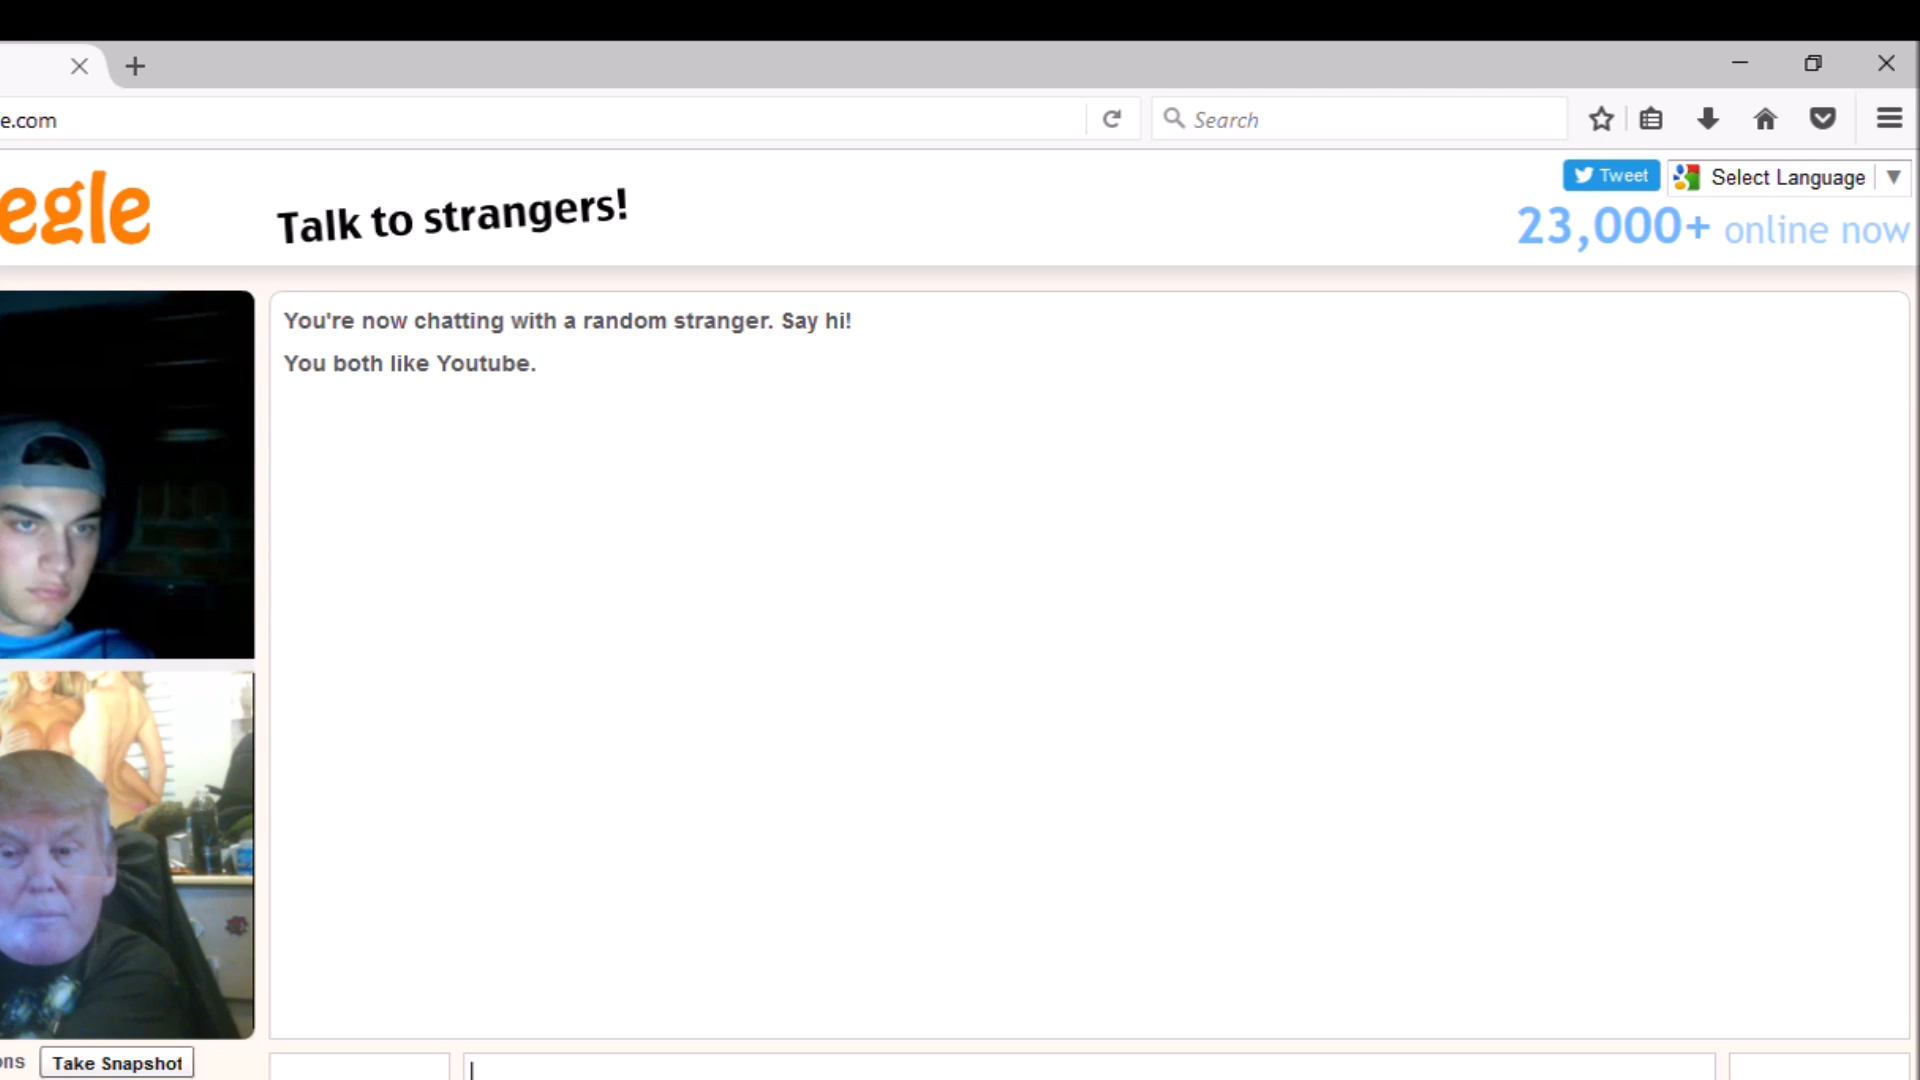 e.com
Search
Tweet
Select Language
egle
Talk to strangers!
23,000+ online now
You're now chatting with a random stranger. Say hi!
You both like Youtube.
ons
Take Snapshot